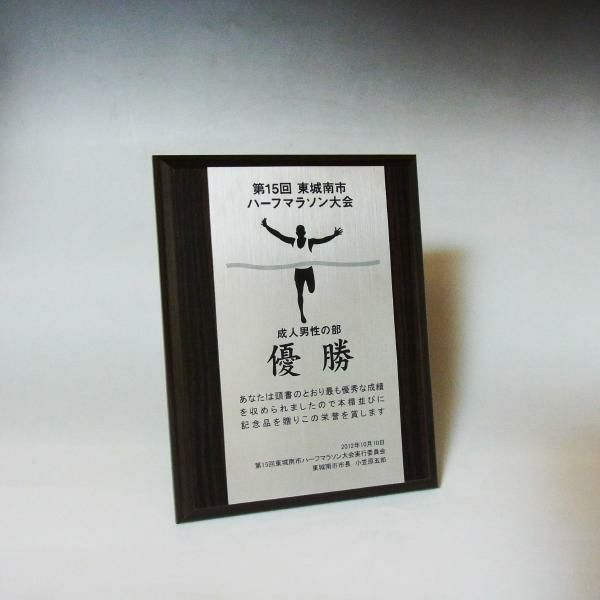 第15回 東城南市
ハーフマラソン大会
成人男性の部
優勝
あなたは頭書のとおり最も優秀な成績
を収められましたので本楯並びに
記念品を贈りこの栄誉を賞します
2012年10月10日
第15回東城南市ハーフマラソン大会実行委員会
東城南市市長 小笠原五郎